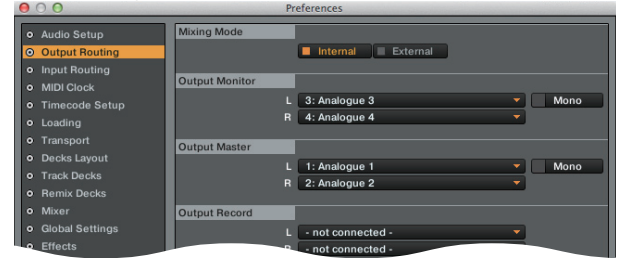 Preferences
Audio Setup
Output Routing
Input Routing
MIDI Clock
Timecode Setup
Loading
Transport
Decks Layout
Track Decks
Remix Decks
Mixer
Global Settings
Effects
Mixing Mode
Internal External
Output Monitor
L 3: Analogue 3 Mono
R 4: Analogue 4
Output Master
L 1: Analogue 1 Mono
R 2: Analogue 2
Output Record
L - not connected -
R - not connected -